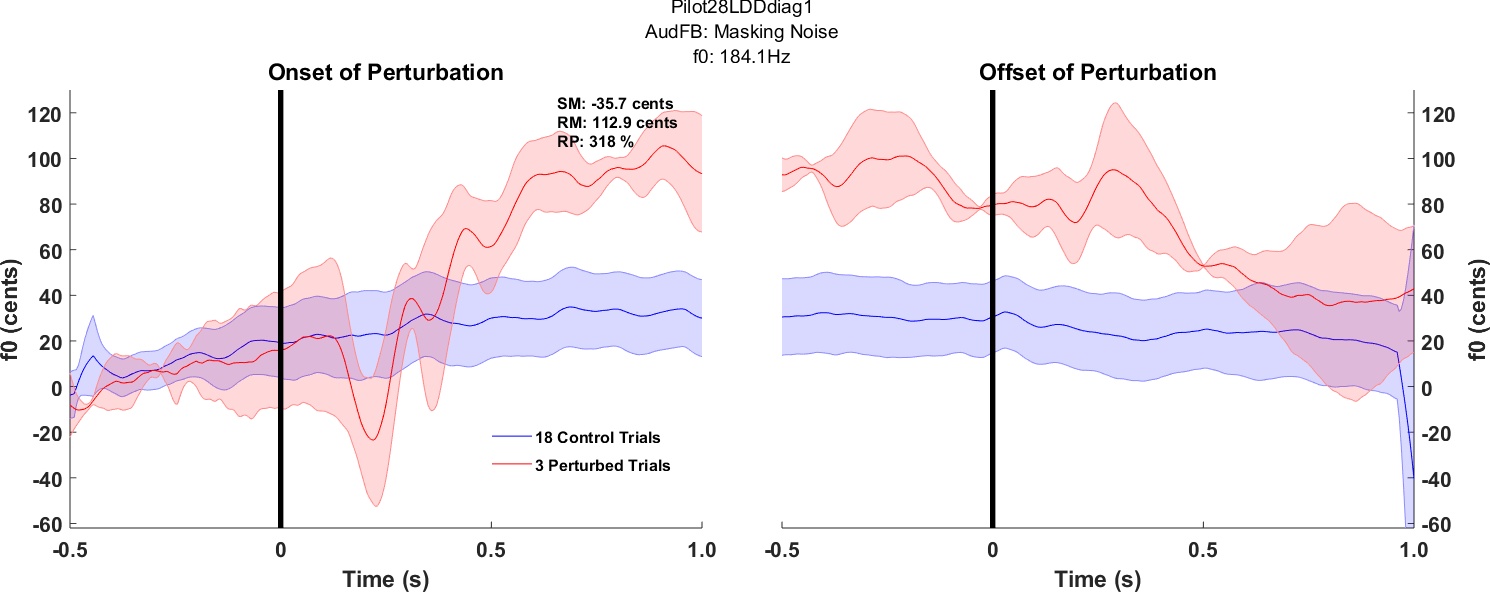 Pilot28LDDdiag1
AudFB: Masking Noise
f0: 184.1Hz
Onset of Perturbation
Offset of Perturbation
SM: -35.7 cents
RM: 112.9 cents
RP: 318 %
120
100
80
60
40
20
0
-20
-40
-60
f0 (cents)
18 Control Trials
3 Perturbed Trials
-0.5
0
0.5
1.0
Time (s)
120
100
80
60
40
20
0
-20
-40
-60
f0 (cents)
-0.5
0
0.5
1.0
Time (s)